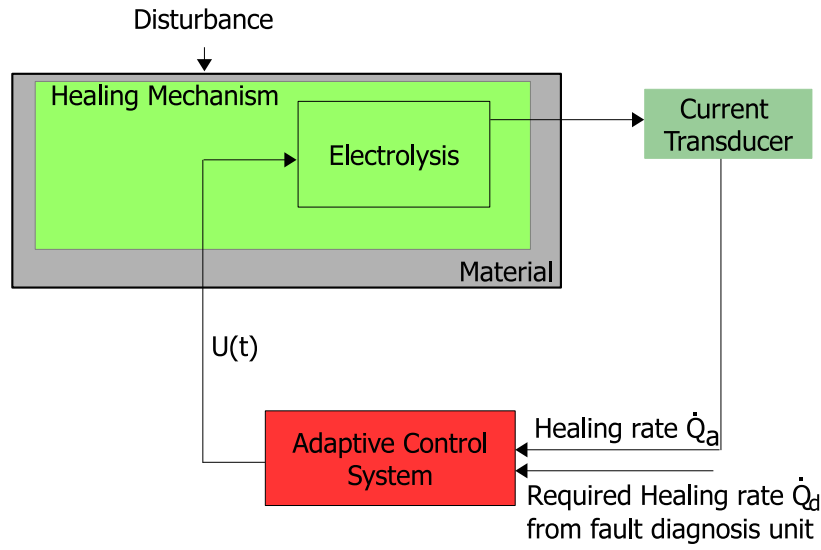 Disturbance
Healing Mechanism
Electrolysis
Current
Transducer
Material
U(t)
Adaptive Control
System
Healing rate Q̇a
Required Healing rate Q̇d
from fault diagnosis unit